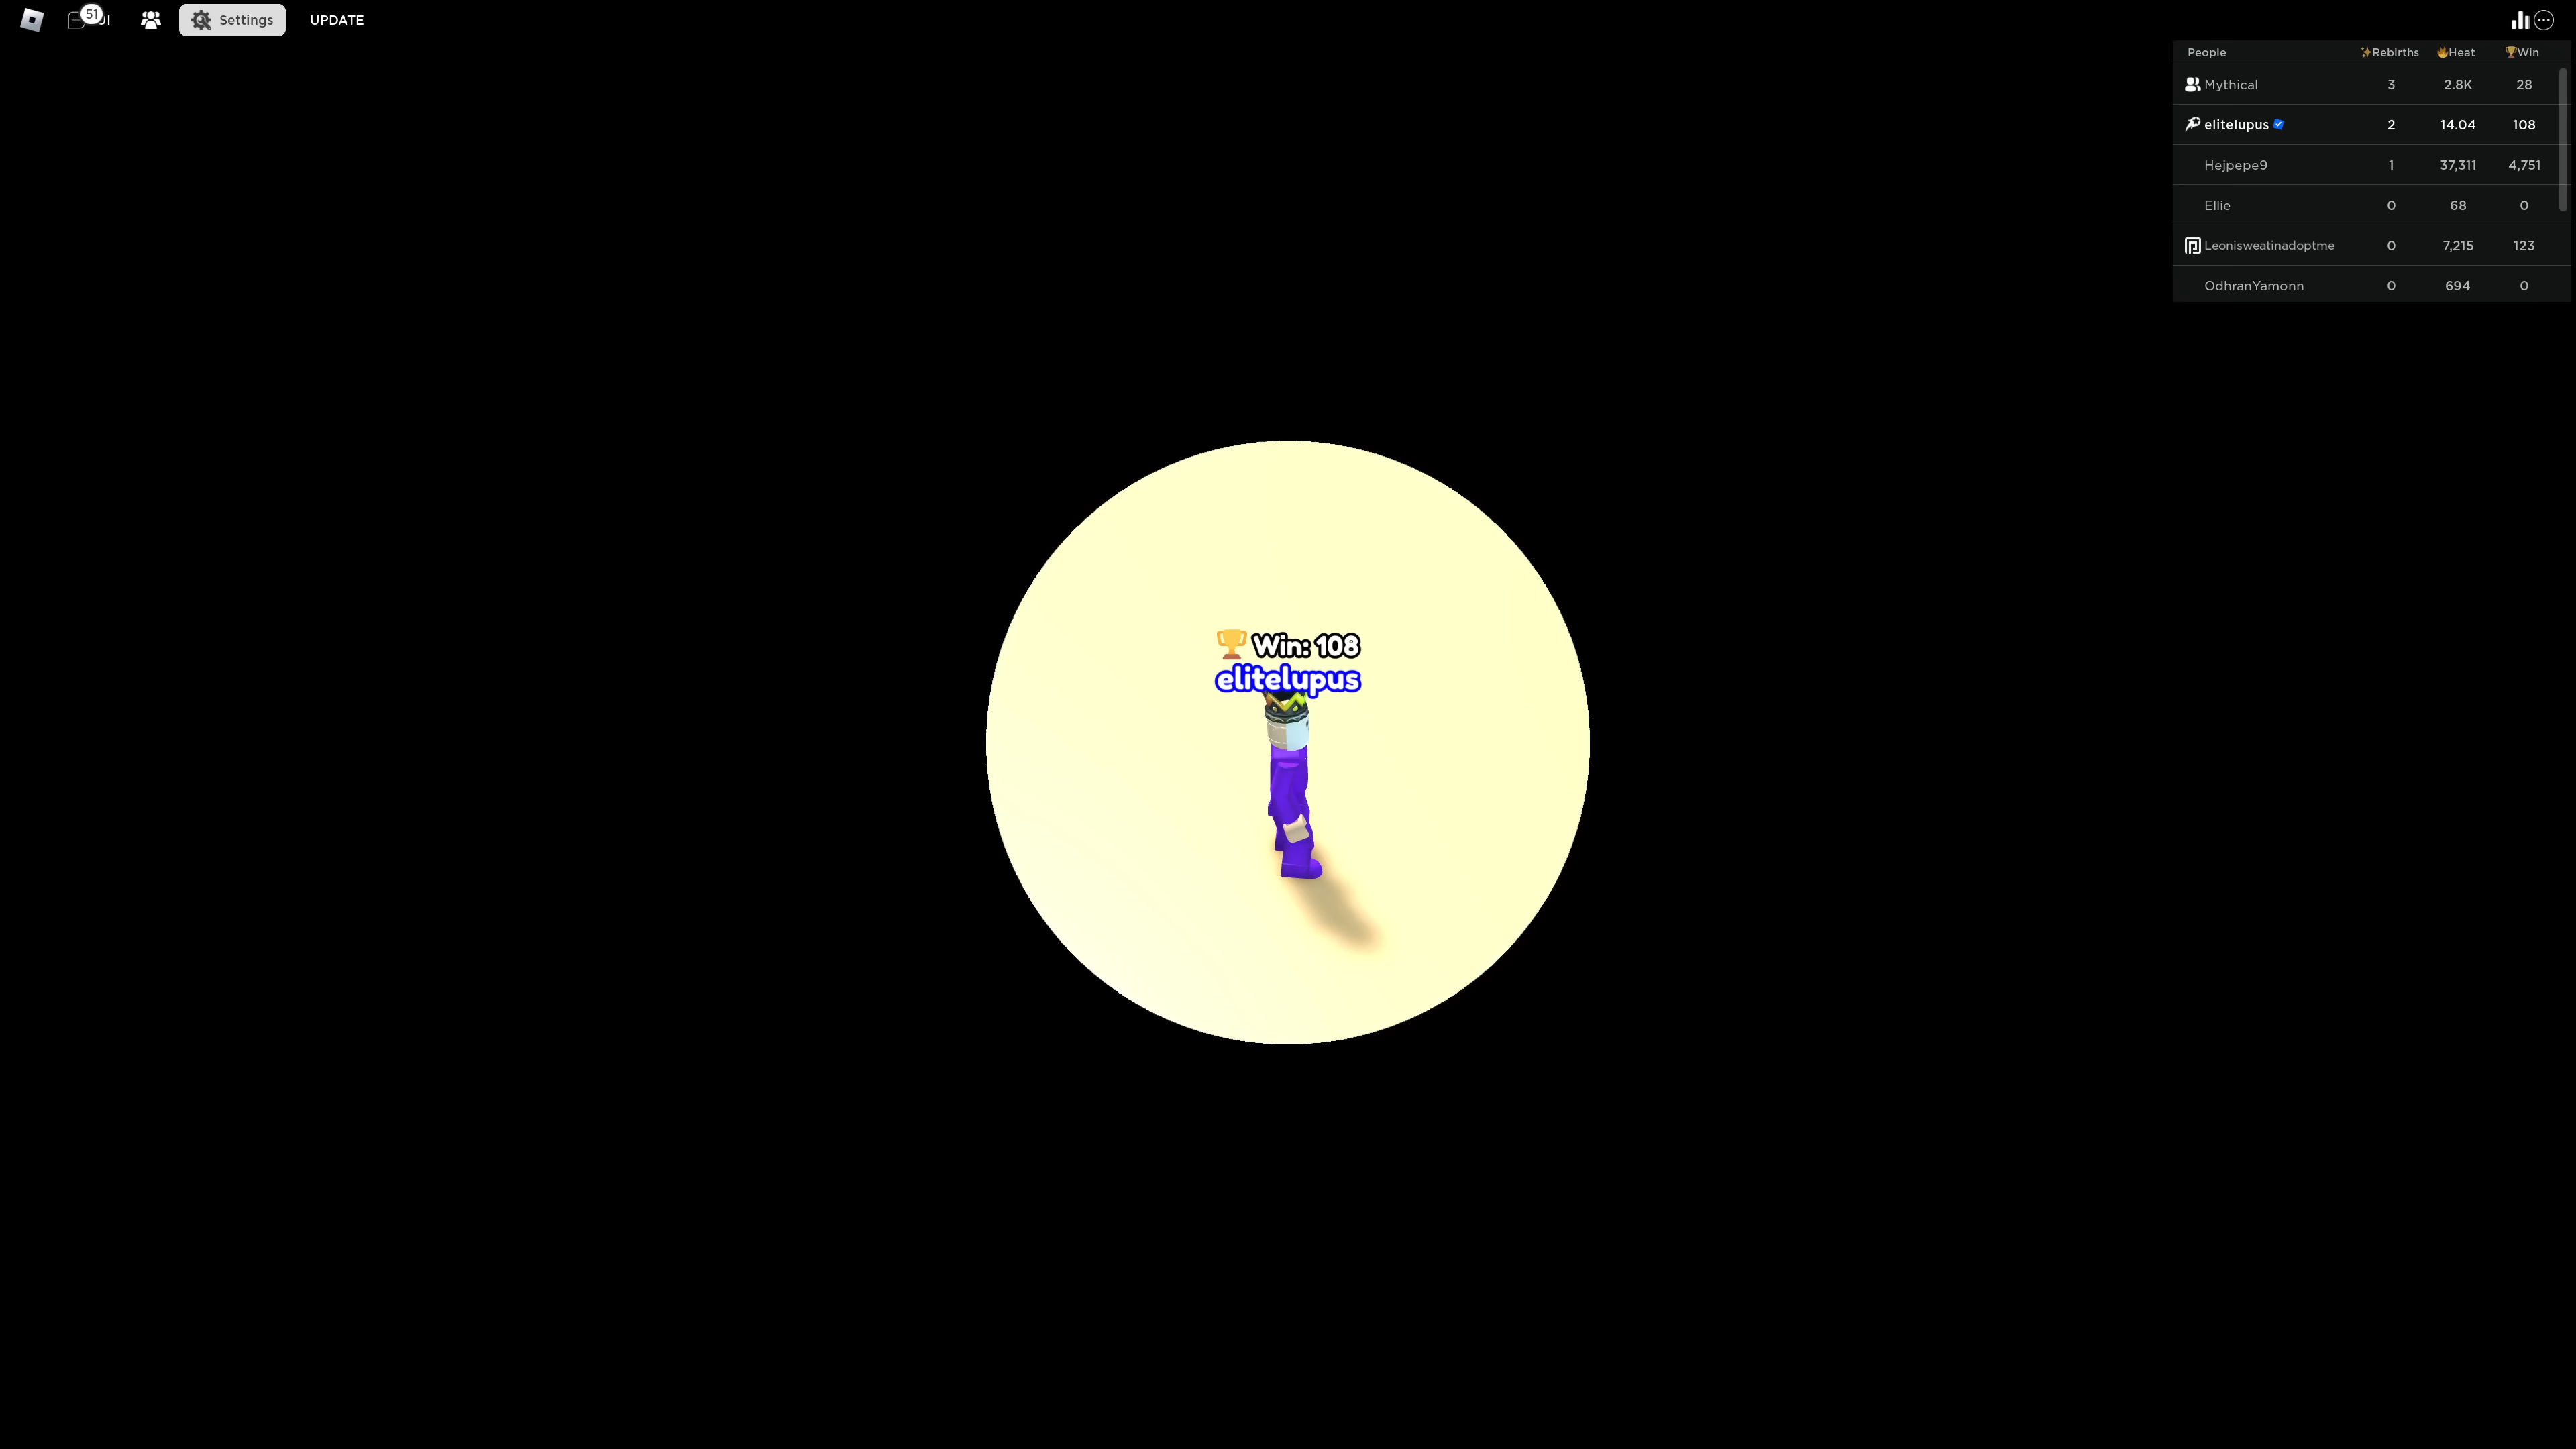 51
Settings
UPDATE
People ✨Rebirths 🔥Heat 🏆Win
Mythical 3 2.8K 28
elitelupus 2 14.04 108
Hejpepe9 1 37,311 4,751
Ellie 0 68 0
Leonisweatinadoptme 0 7,215 123
OdhranYamonn 0 694 0
🏆 Win: 108
elitelupus